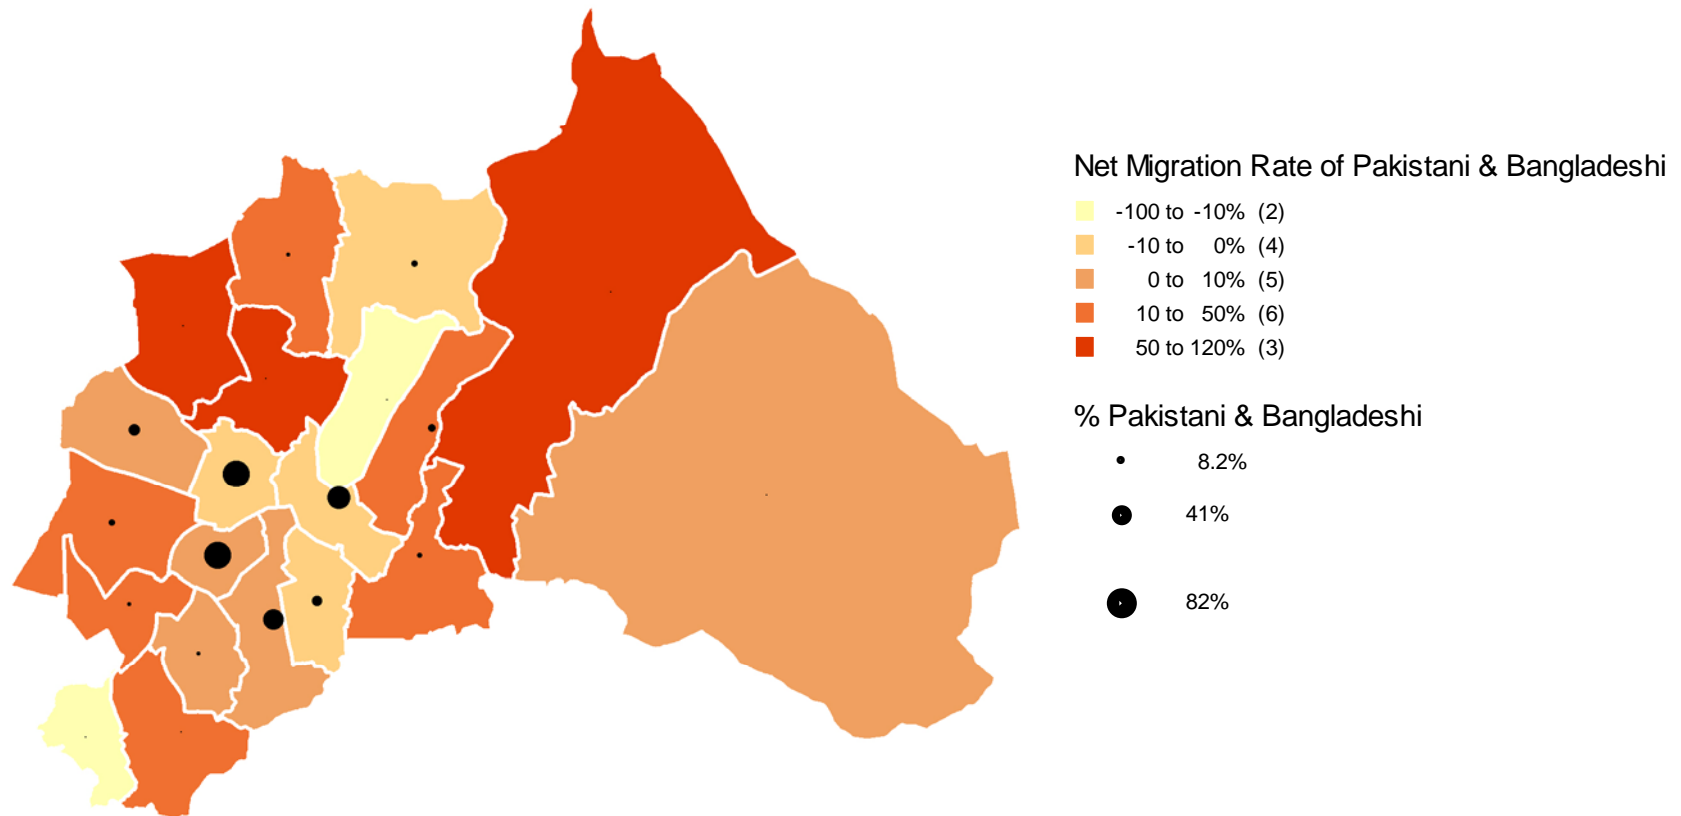 Net Migration Rate of Pakistani & Bangladeshi
-100 to -10% (2)
-10 to 0% (4)
0 to 10% (5)
10 to 50% (6)
50 to 120% (3)
% Pakistani & Bangladeshi
8.2%
41%
82%